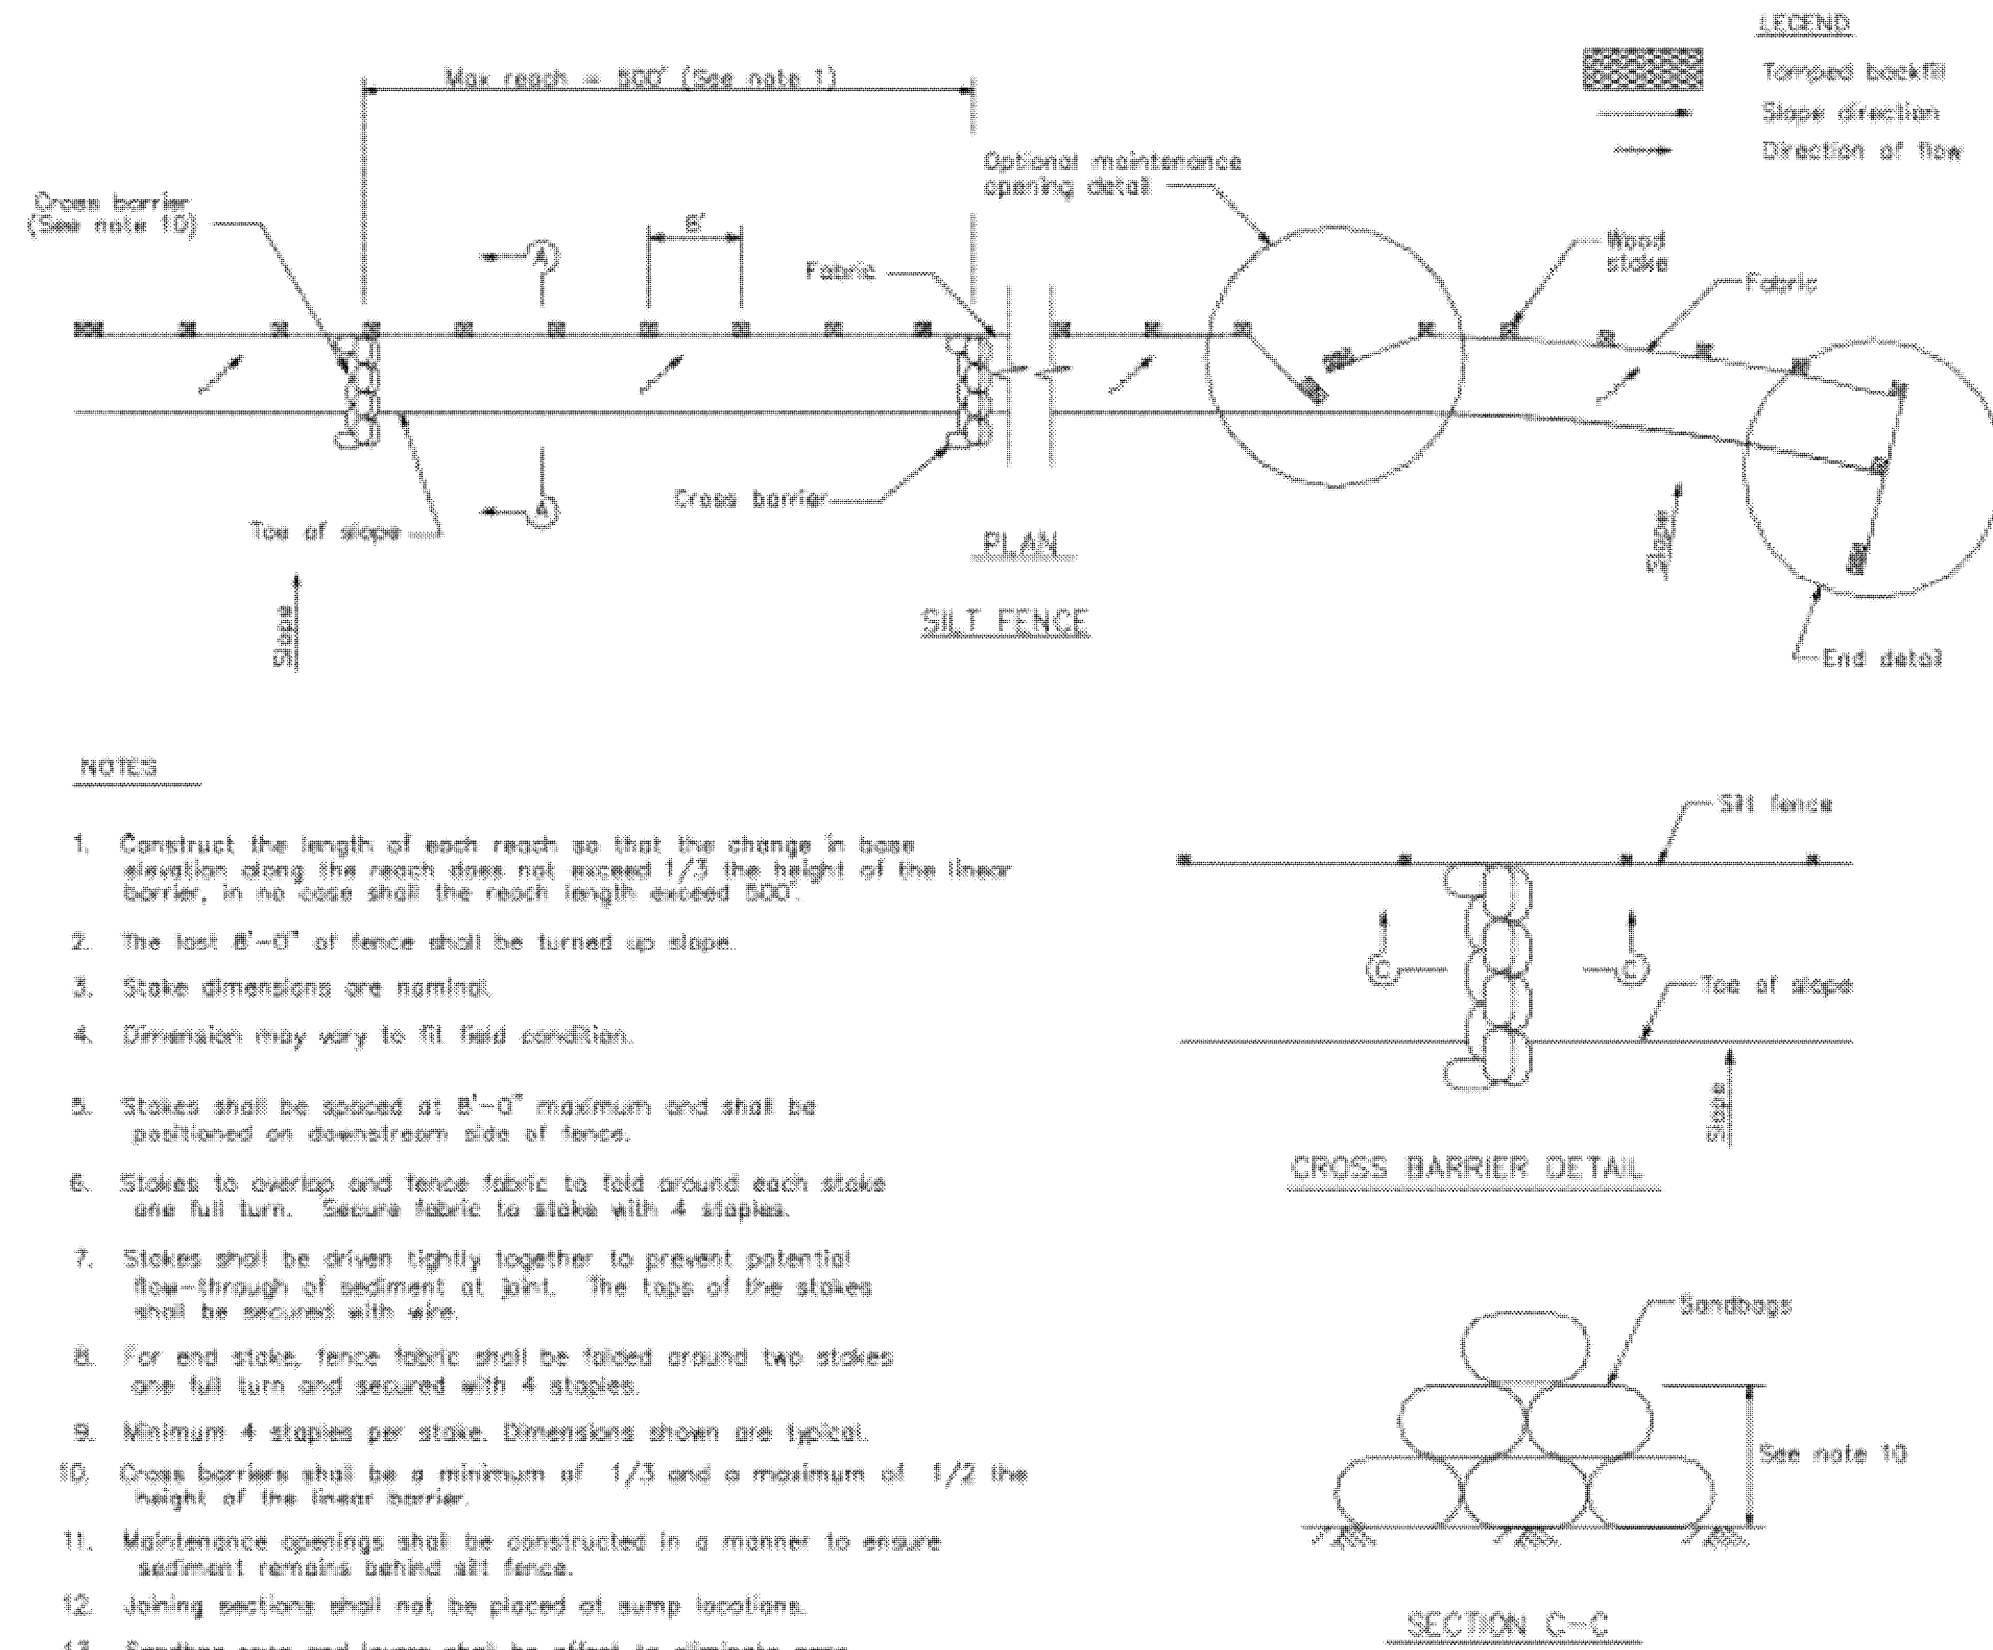 LEGEND
Tamped backfill
Slope direction
Direction of flow
Max reach = 500' (See note 1)
Optional maintenance
opening detail
Cross barrier
(See note 10)
8'
A
Fabric
Wood
stake
Fabric
Cross barrier
Toe of slope
A
PLAN
Slope
Slope
SILT FENCE
End detail
NOTES
1. Construct the length of each reach so that the change in base
elevation along the reach does not exceed 1/3 the height of the linear
barrier, in no case shall the reach length exceed 500'.
2. The last 8'-0" of fence shall be turned up slope.
3. Stake dimensions are nominal.
4. Dimension may vary to fit field condition.
5. Stakes shall be spaced at 8'-0" maximum and shall be
positioned on downstream side of fence.
6. Stakes to overlap and fence fabric to fold around each stake
one full turn. Secure fabric to stake with 4 staples.
7. Stakes shall be driven tightly together to prevent potential
flow-through of sediment at joint. The tops of the stakes
shall be secured with wire.
8. For end stake, fence fabric shall be folded around two stakes
one full turn and secured with 4 staples.
9. Minimum 4 staples per stake. Dimensions shown are typical.
10. Cross barriers shall be a minimum of 1/3 and a maximum of 1/2 the
height of the linear barrier.
11. Maintenance openings shall be constructed in a manner to ensure
sediment remains behind silt fence.
12. Joining sections shall not be placed at sump locations.
Silt fence
C
C
Toe of slope
Slope
CROSS BARRIER DETAIL
Sandbags
See note 10
SECTION C-C